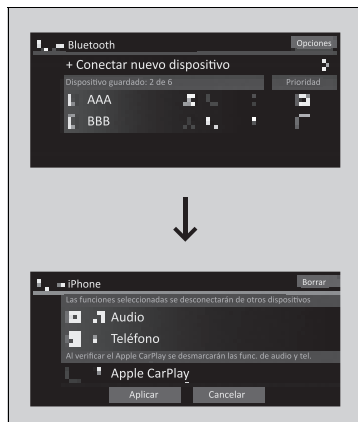 Bluetooth
Opciones
+ Conectar nuevo dispositivo
Dispositivo guardado: 2 de 6
Prioridad
AAA
BBB
iPhone
Borrar
Las funciones seleccionadas se desconectarán de otros dispositivos
Audio
Teléfono
Al verificar el Apple CarPlay se desmarcarán las func. de audio y tel.
Apple CarPlay
Aplicar
Cancelar